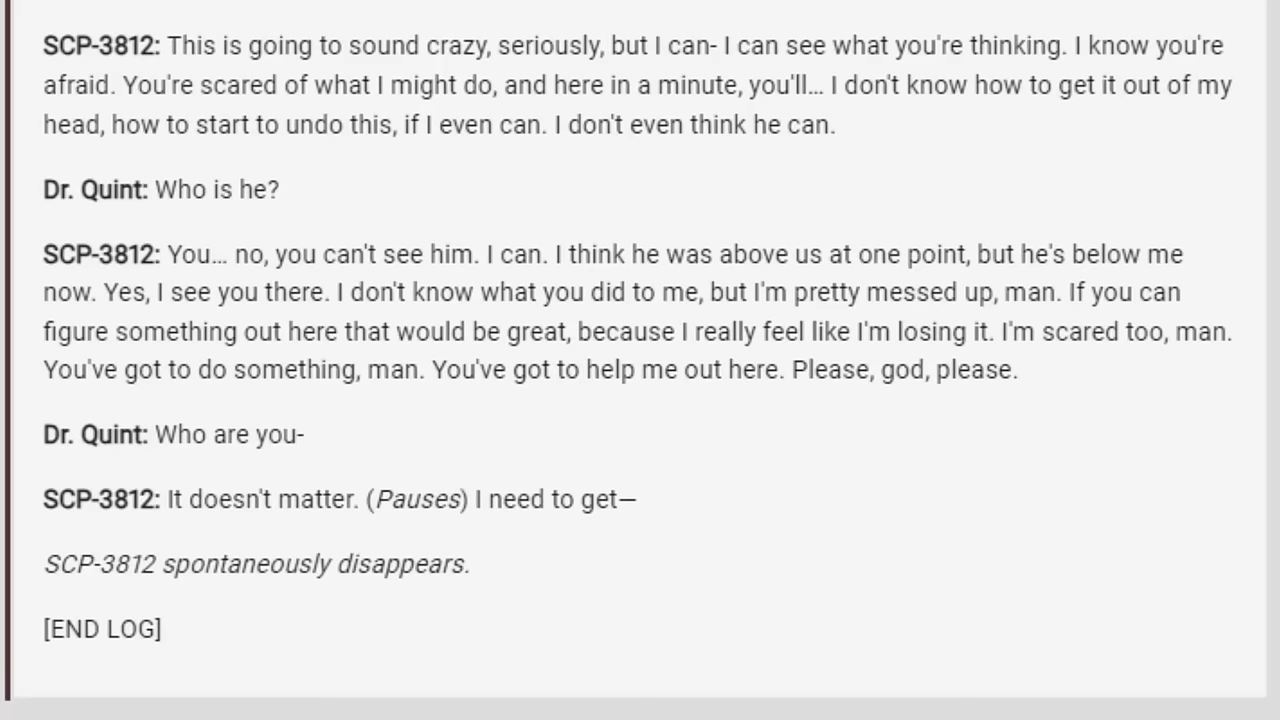 SCP-3812: This is going to sound crazy, seriously, but I can- I can see what you're thinking. I know you're
afraid. You're scared of what I might do, and here in a minute, you'll... I don't know how to get it out of my
head, how to start to undo this, if I even can. I don't even think he can.
Dr. Quint: Who is he?
SCP-3812: You... no, you can't see him. I can. I think he was above us at one point, but he's below me
now. Yes, I see you there. I don't know what you did to me, but I'm pretty messed up, man. If you can
figure something out here that would be great, because I really feel like I'm losing it. I'm scared too, man.
You've got to do something, man. You've got to help me out here. Please, god, please.
Dr. Quint: Who are you-
SCP-3812: It doesn't matter. (Pauses) I need to get—
SCP-3812 spontaneously disappears.
[END LOG]